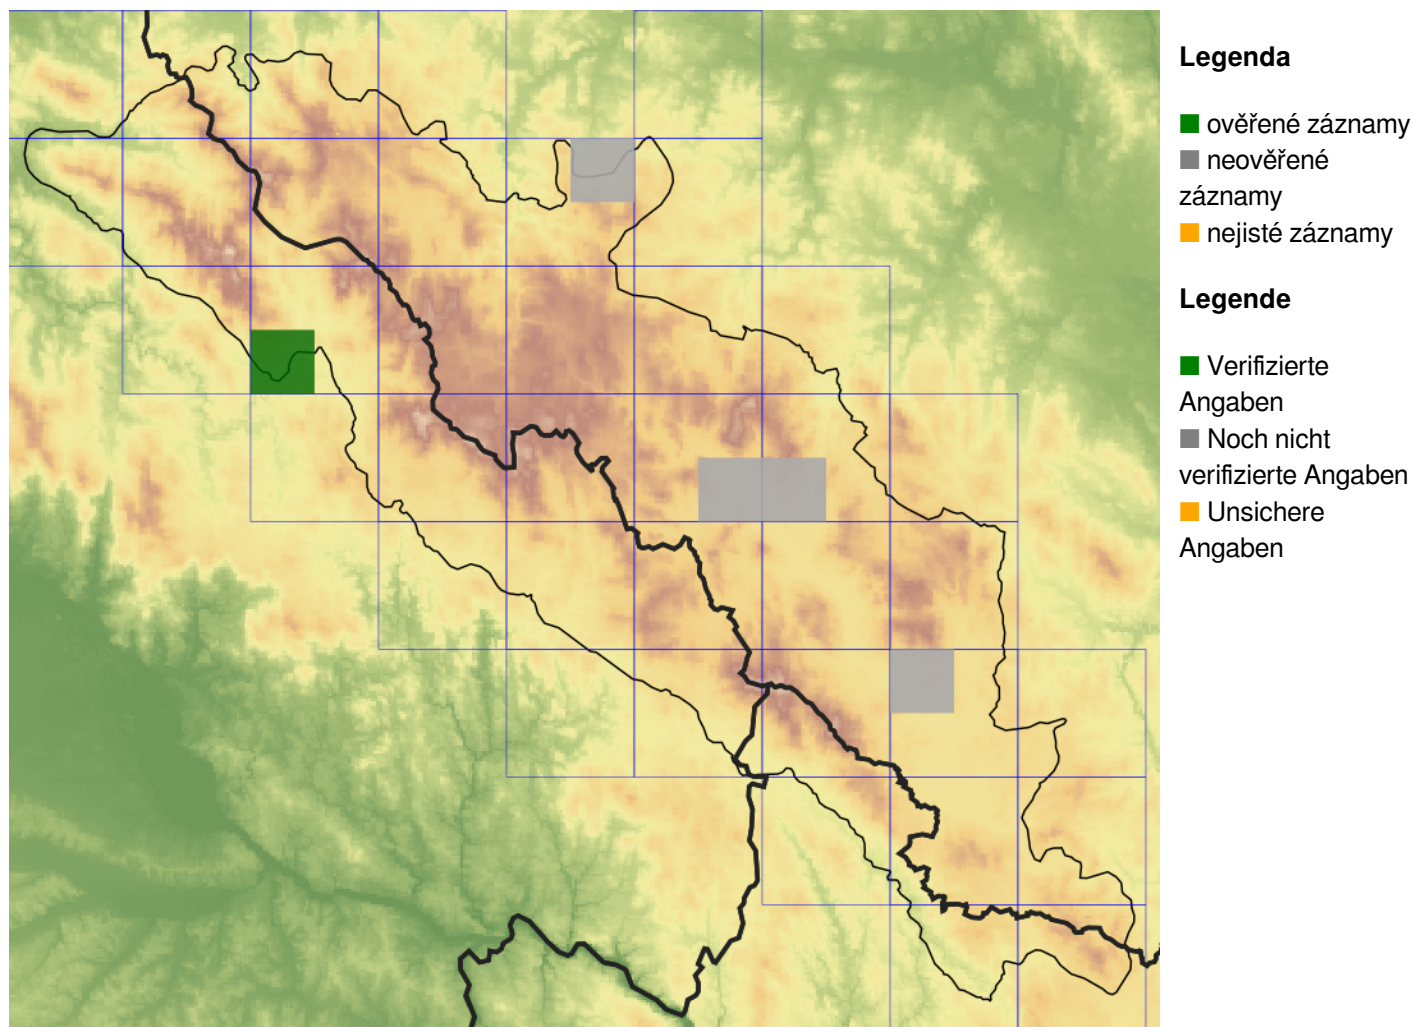 Legenda
ověřené záznamy
neověřené
záznamy
nejisté záznamy
Legende
Verifizierte
Angaben
Noch nicht
verifizierte Angaben
Unsichere
Angaben